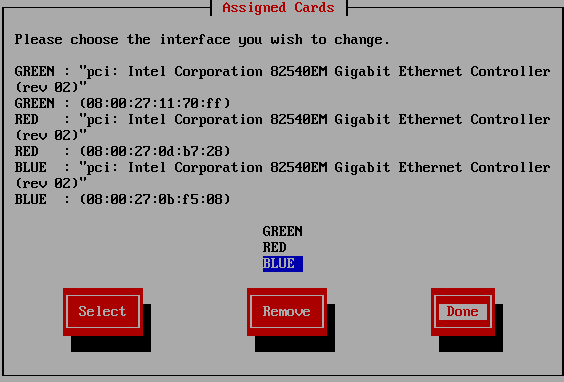 Assigned Cards
Please choose the interface you wish to change.
GREEN : "pci: Intel Corporation 82540EM Gigabit Ethernet Controller
(rev 02)"
GREEN : (08:00:27:11:70:ff)
RED   : "pci: Intel Corporation 82540EM Gigabit Ethernet Controller
(rev 02)"
RED   : (08:00:27:0d:b7:28)
BLUE  : "pci: Intel Corporation 82540EM Gigabit Ethernet Controller
(rev 02)"
BLUE  : (08:00:27:0b:f5:08)
GREEN
RED
BLUE
Select Remove Done